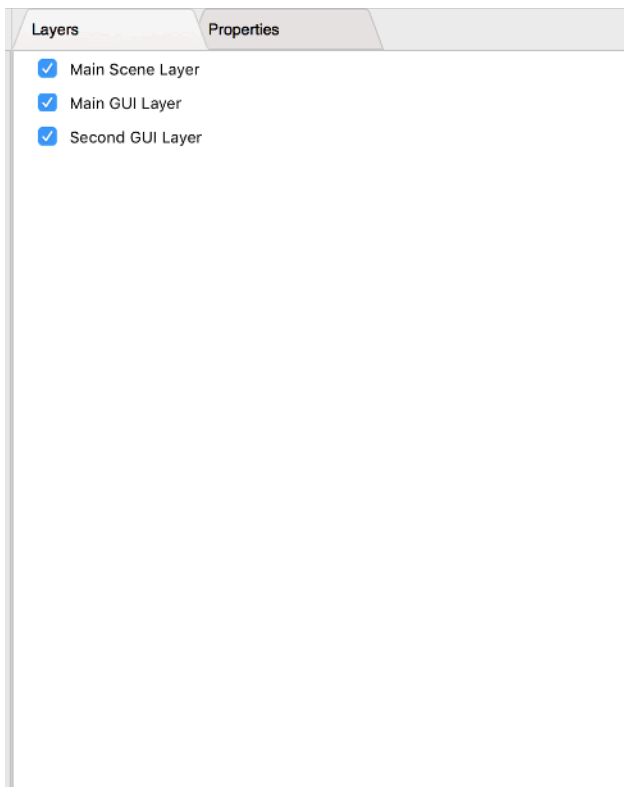 Layers Properties
Main Scene Layer
Main GUI Layer
Second GUI Layer